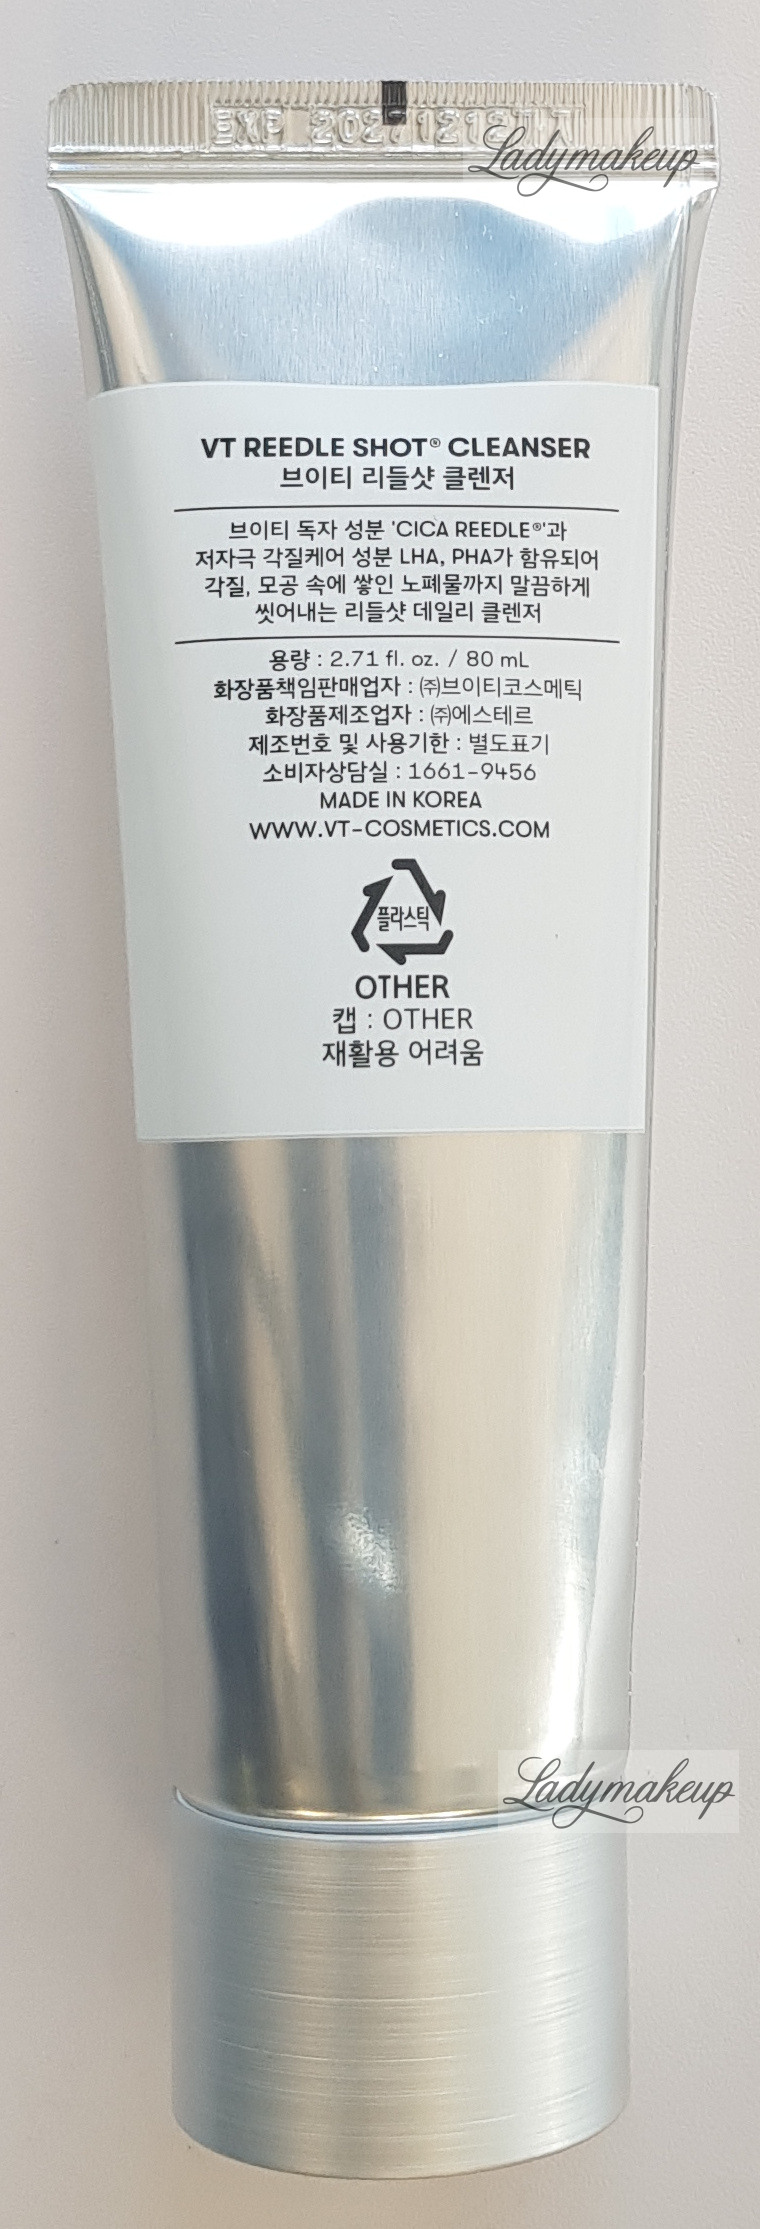 EXP 20271212
Ladymakeup
VT REEDLE SHOT® CLEANSER
브이티 리들샷 클렌저
브이티 독자 성분 'CICA REEDLE®'과
저자극 각질케어 성분 LHA, PHA가 함유되어
각질, 모공 속에 쌓인 노폐물까지 말끔하게
씻어내는 리들샷 데일리 클렌저
용량 : 2.71 fl. oz. / 80 mL
화장품책임판매업자 : ㈜브이티코스메틱
화장품제조업자 : ㈜에스테르
제조번호 및 사용기한 : 별도표기
소비자상담실 : 1661-9456
MADE IN KOREA
WWW.VT-COSMETICS.COM
플라스틱
OTHER
캡 : OTHER
재활용 어려움
Ladymakeup